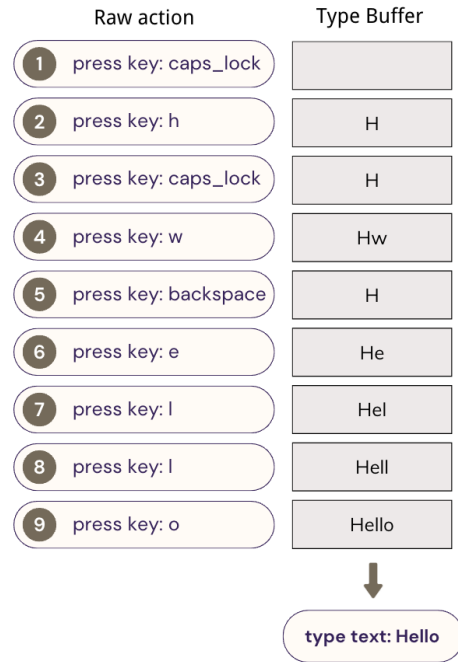 Raw action Type Buffer
1 press key: caps_lock
2 press key: h H
3 press key: caps_lock H
4 press key: w Hw
5 press key: backspace H
6 press key: e He
7 press key: l Hel
8 press key: l Hell
9 press key: o Hello
type text: Hello